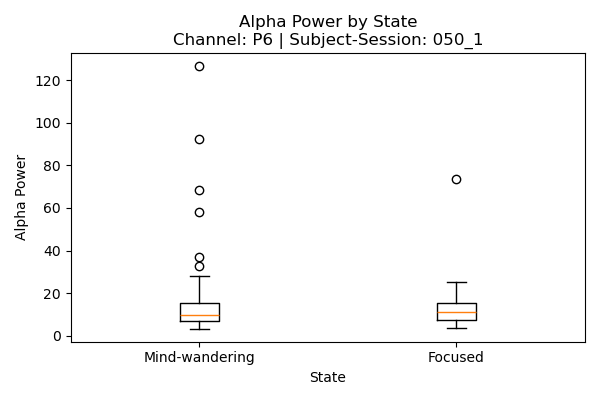 Alpha Power by State
Channel: P6 | Subject-Session: 050_1
120
100
80
60
40
20
0
Alpha Power
Mind-wandering
Focused
State